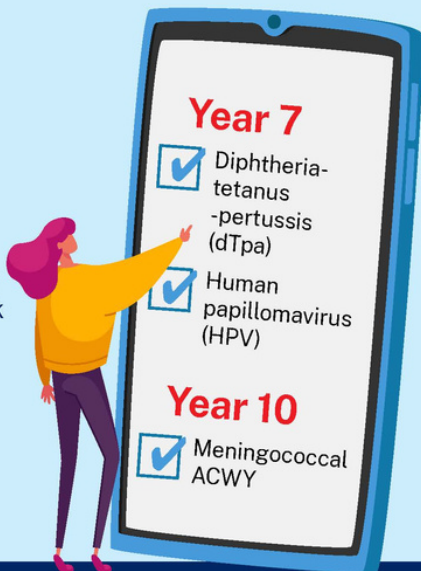 Year 7
Diphtheria-
tetanus
-pertussis
(dTpa)
Human
papillomavirus
(HPV)
Year 10
Meningococcal
ACWY